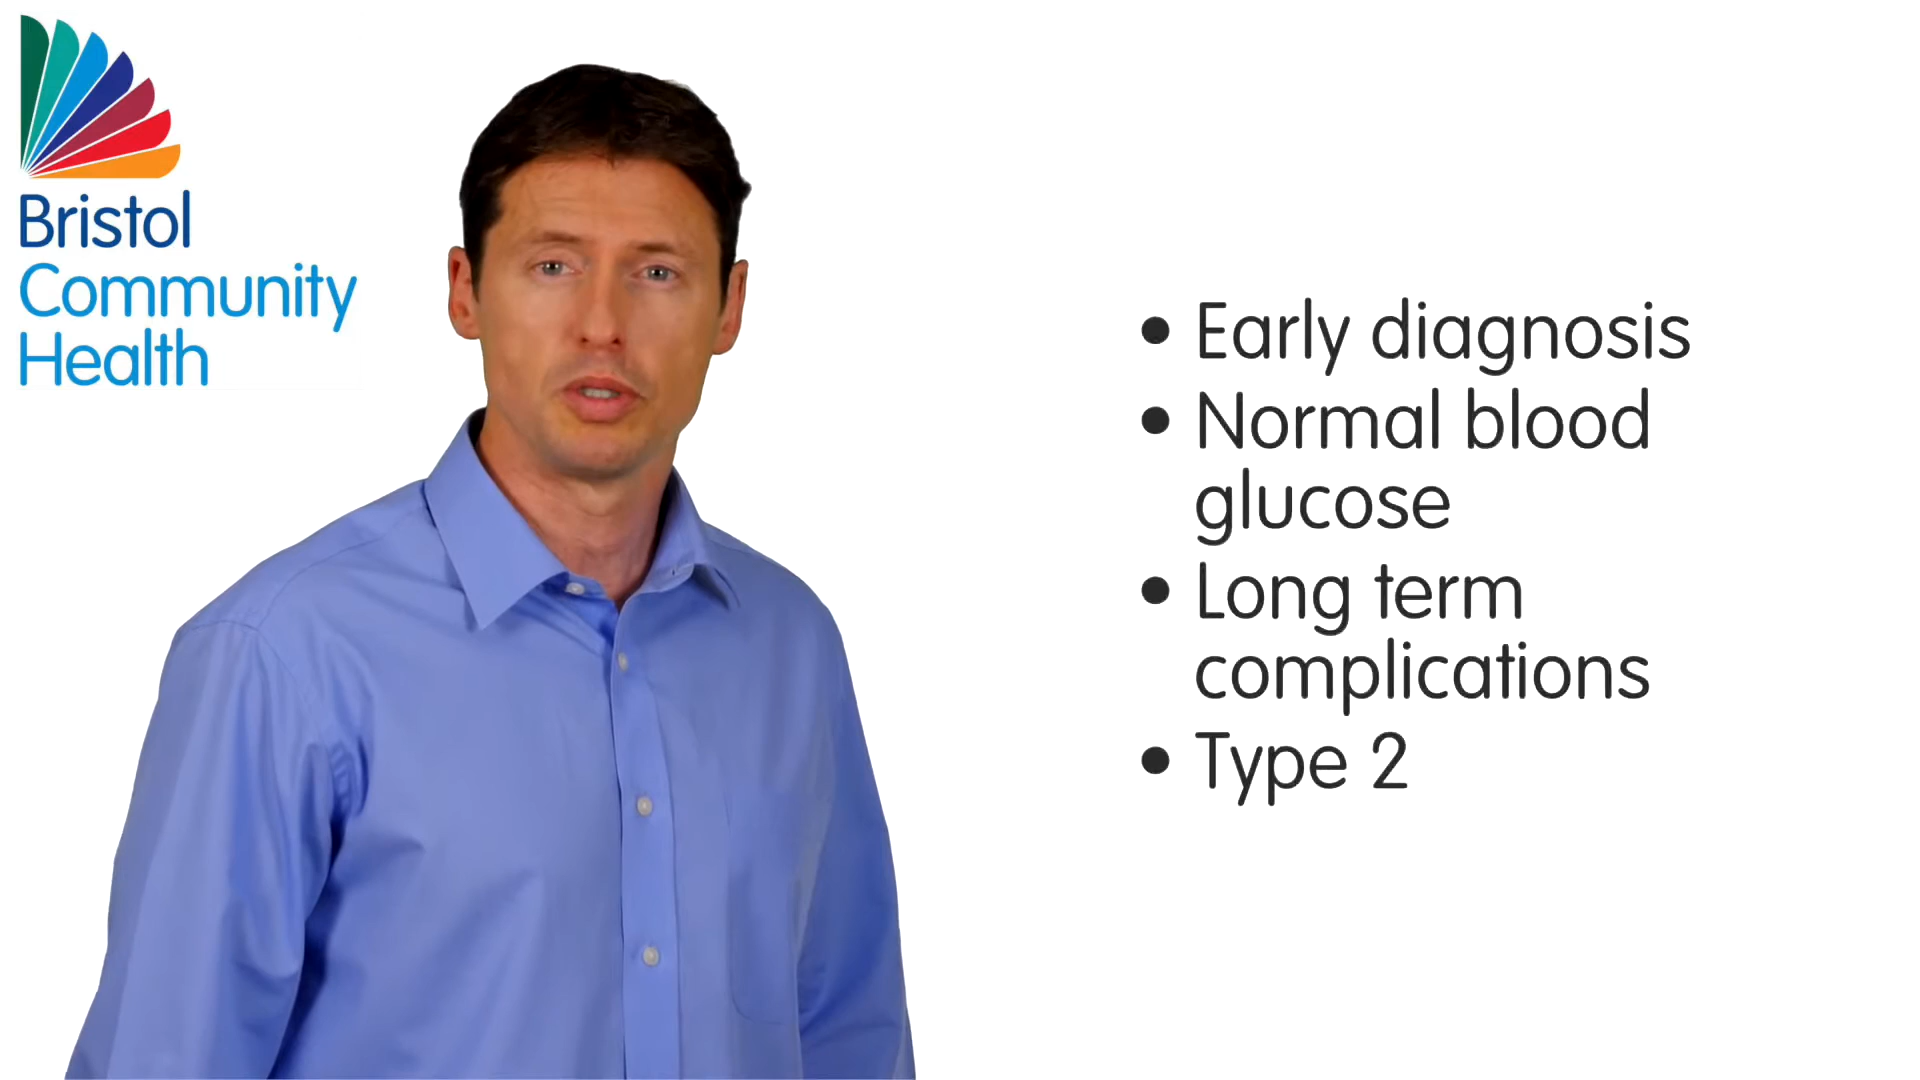 Bristol
Community
Health
• Early diagnosis
• Normal blood
glucose
• Long term
complications
• Type 2